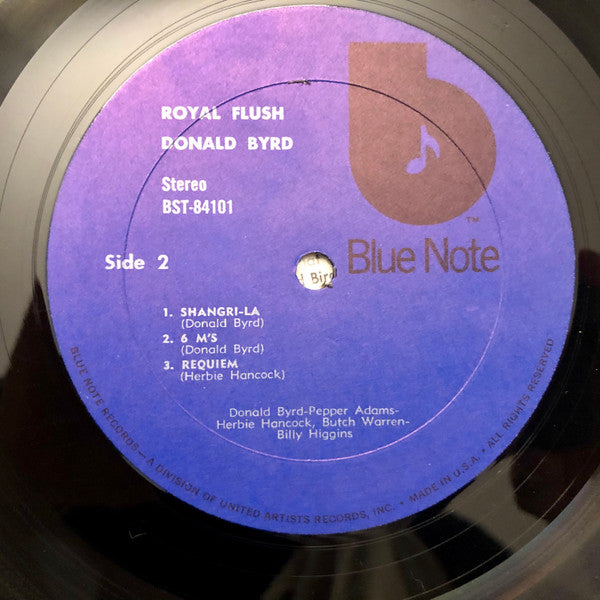 ROYAL FLUSH
DONALD BYRD
Stereo
BST-84101
TM
Blue Note
Side 2
1. SHANGRI-LA
(Donald Byrd)
2. 6 M'S
(Donald Byrd)
3. REQUIEM
(Herbie Hancock)
Donald Byrd-Pepper Adams-
Herbie Hancock, Butch Warren-
Billy Higgins
BLUE NOTE RECORDS—A DIVISION OF UNITED ARTISTS RECORDS, INC. • MADE IN U.S.A. • ALL RIGHTS RESERVED